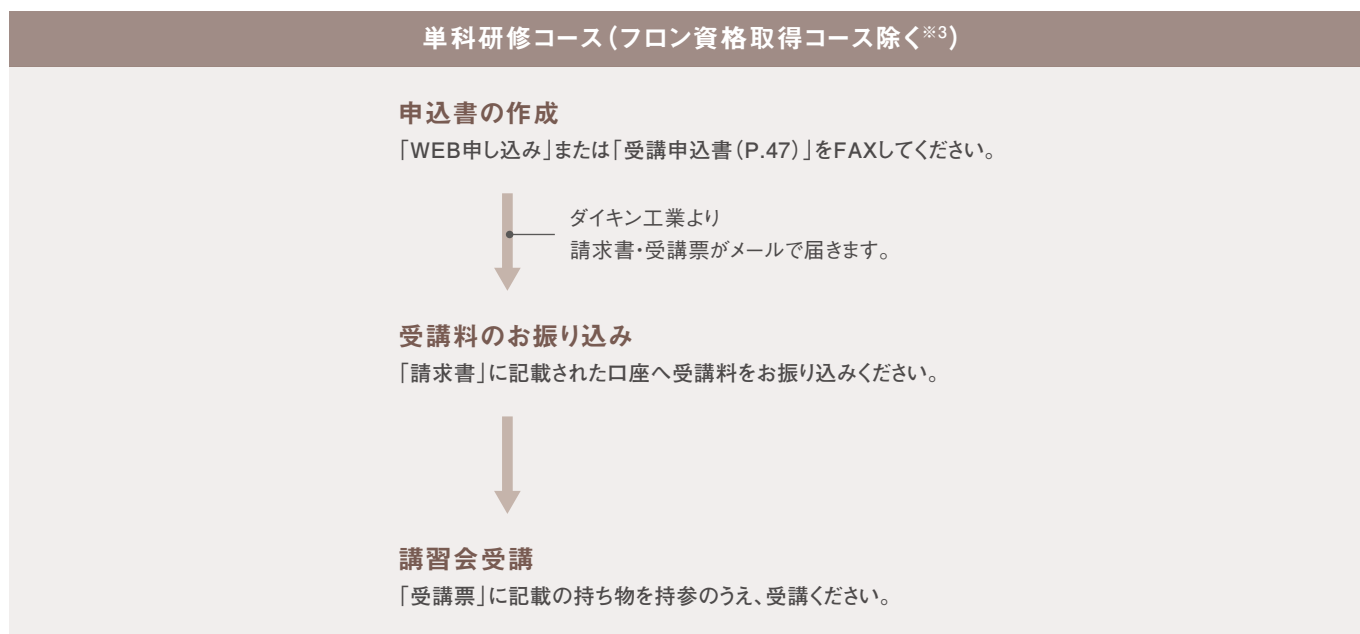 単科研修コース（フロン資格取得コース除く※3）
申込書の作成
「WEB申し込み」または「受講申込書（P.47）」をFAXしてください。
ダイキン工業より
請求書・受講票がメールで届きます。
受講料のお振り込み
「請求書」に記載された口座へ受講料をお振り込みください。
講習会受講
「受講票」に記載の持ち物を持参のうえ、受講ください。